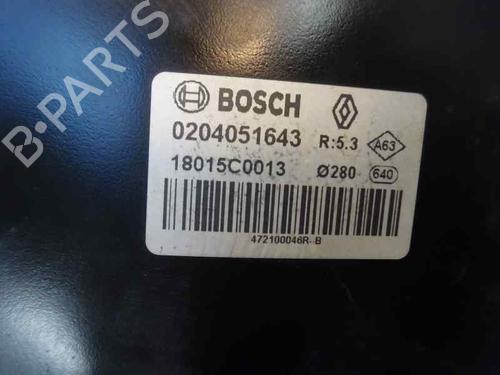 B-PARTS
BOSCH
0204051643 R:5.3 A63
18015C0013 Ø280 640
472100046R--B